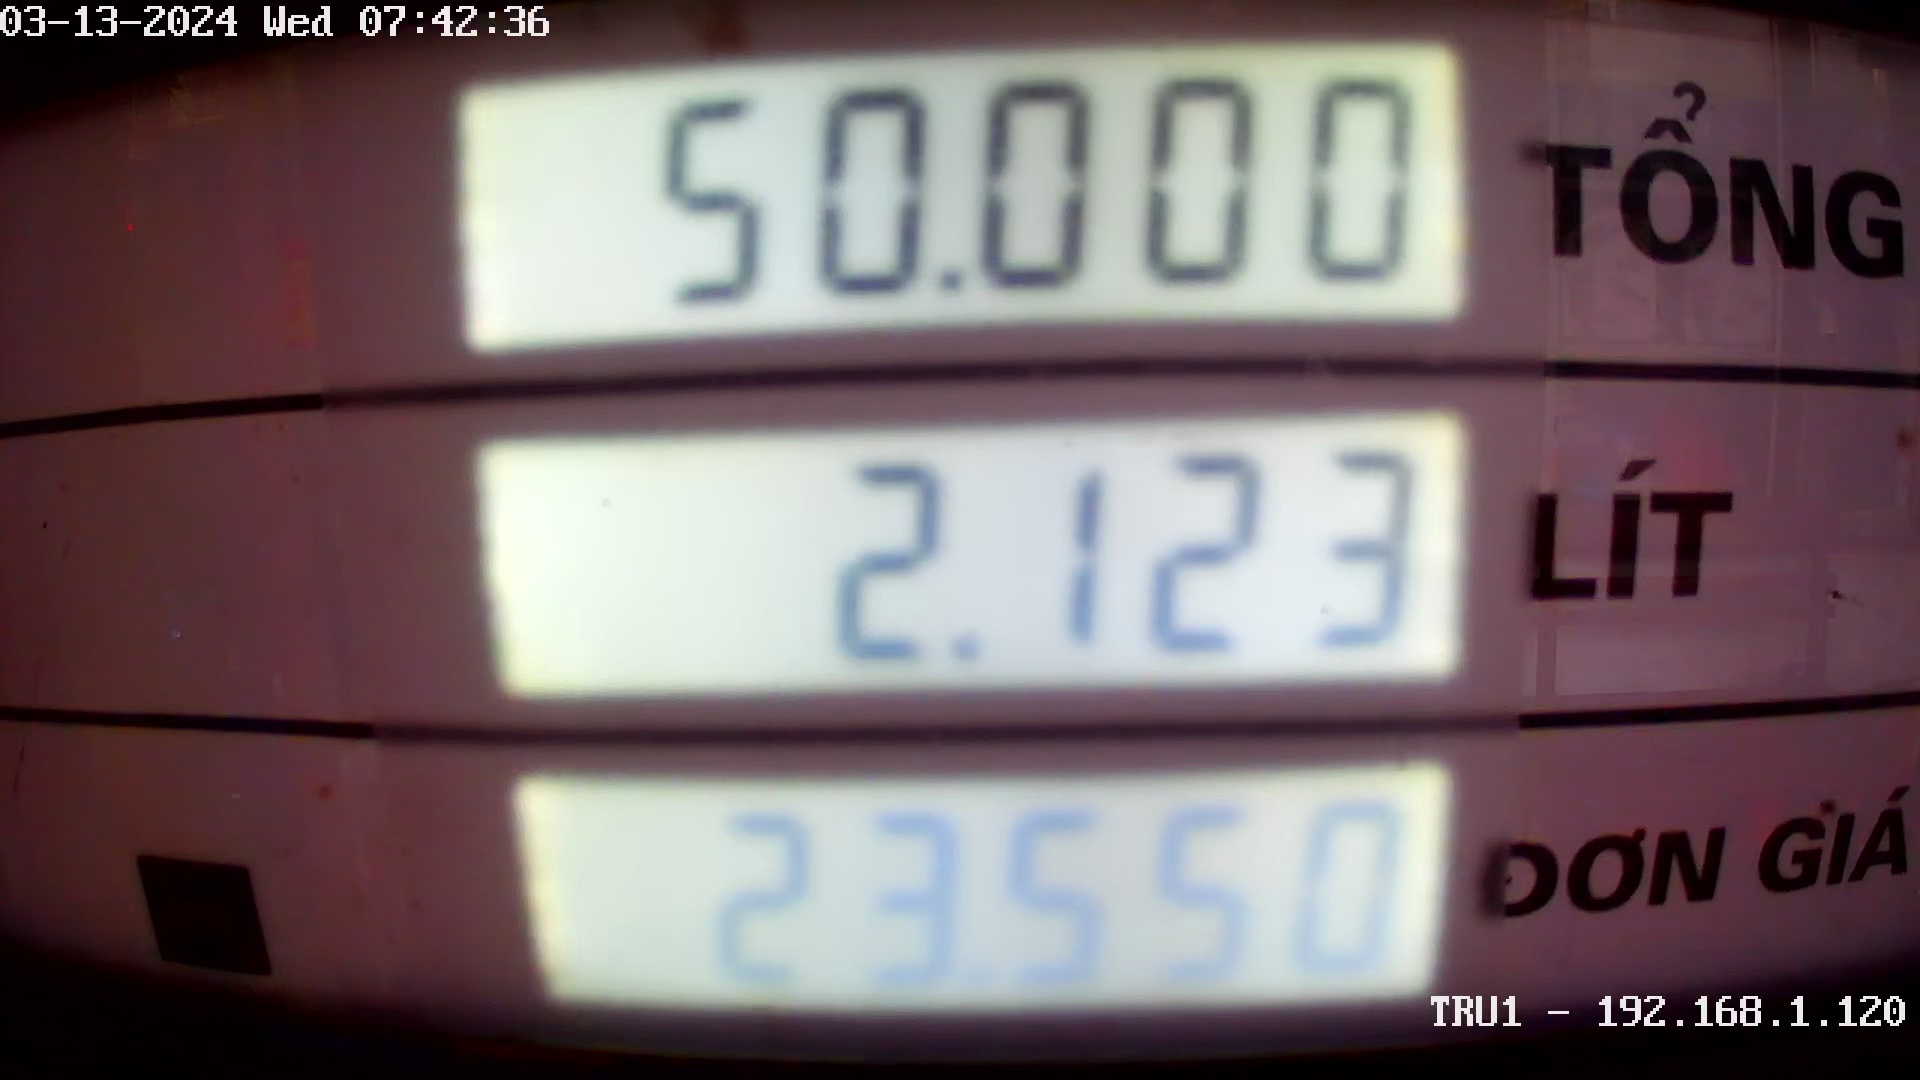 03-13-2024 Wed 07:42:36
50.000 TỔNG
2.123 LÍT
23.550 ĐƠN GIÁ
TRU1 - 192.168.1.120